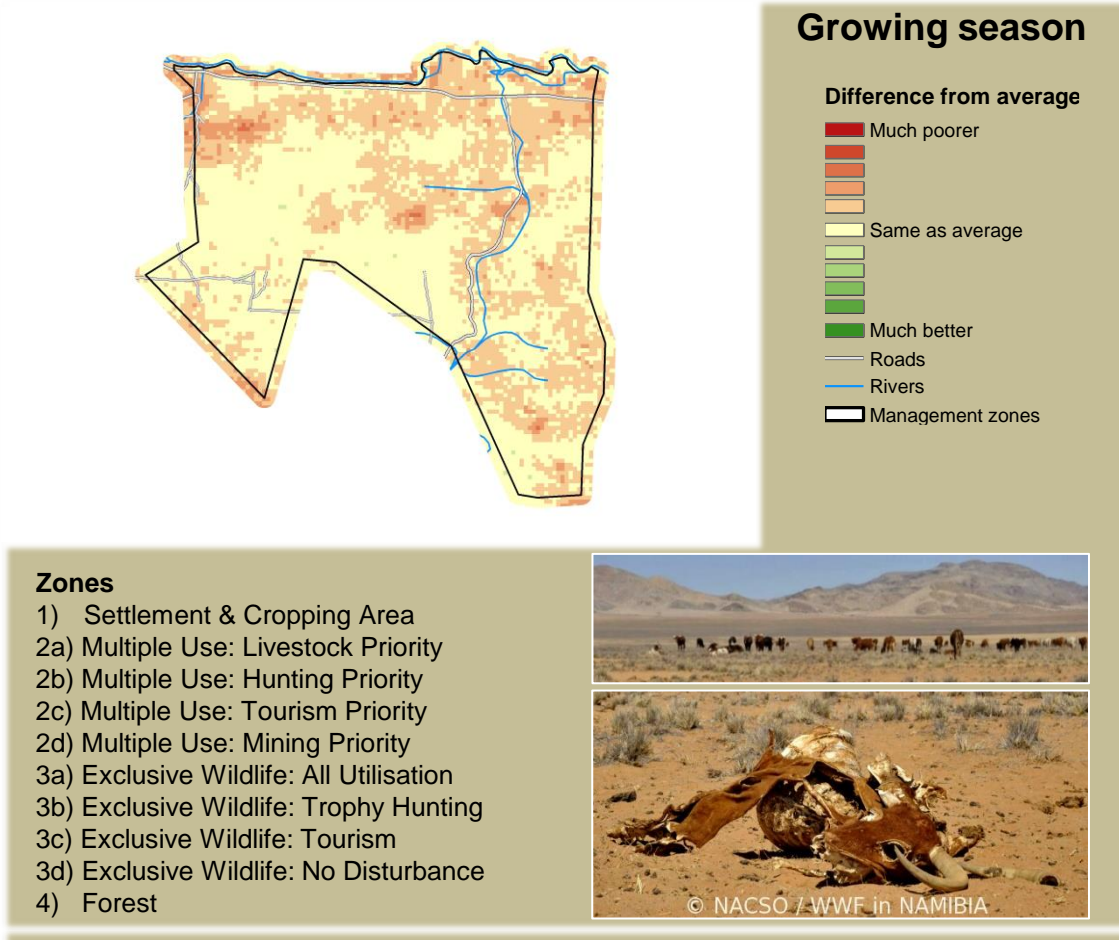 Growing season
Difference from average
Much poorer
Same as average
Much better
Roads
Rivers
Management zones
Zones
1) Settlement & Cropping Area
2a) Multiple Use: Livestock Priority
2b) Multiple Use: Hunting Priority
2c) Multiple Use: Tourism Priority
2d) Multiple Use: Mining Priority
3a) Exclusive Wildlife: All Utilisation
3b) Exclusive Wildlife: Trophy Hunting
3c) Exclusive Wildlife: Tourism
3d) Exclusive Wildlife: No Disturbance
4) Forest
© NACSO / WWF in NAMIBIA